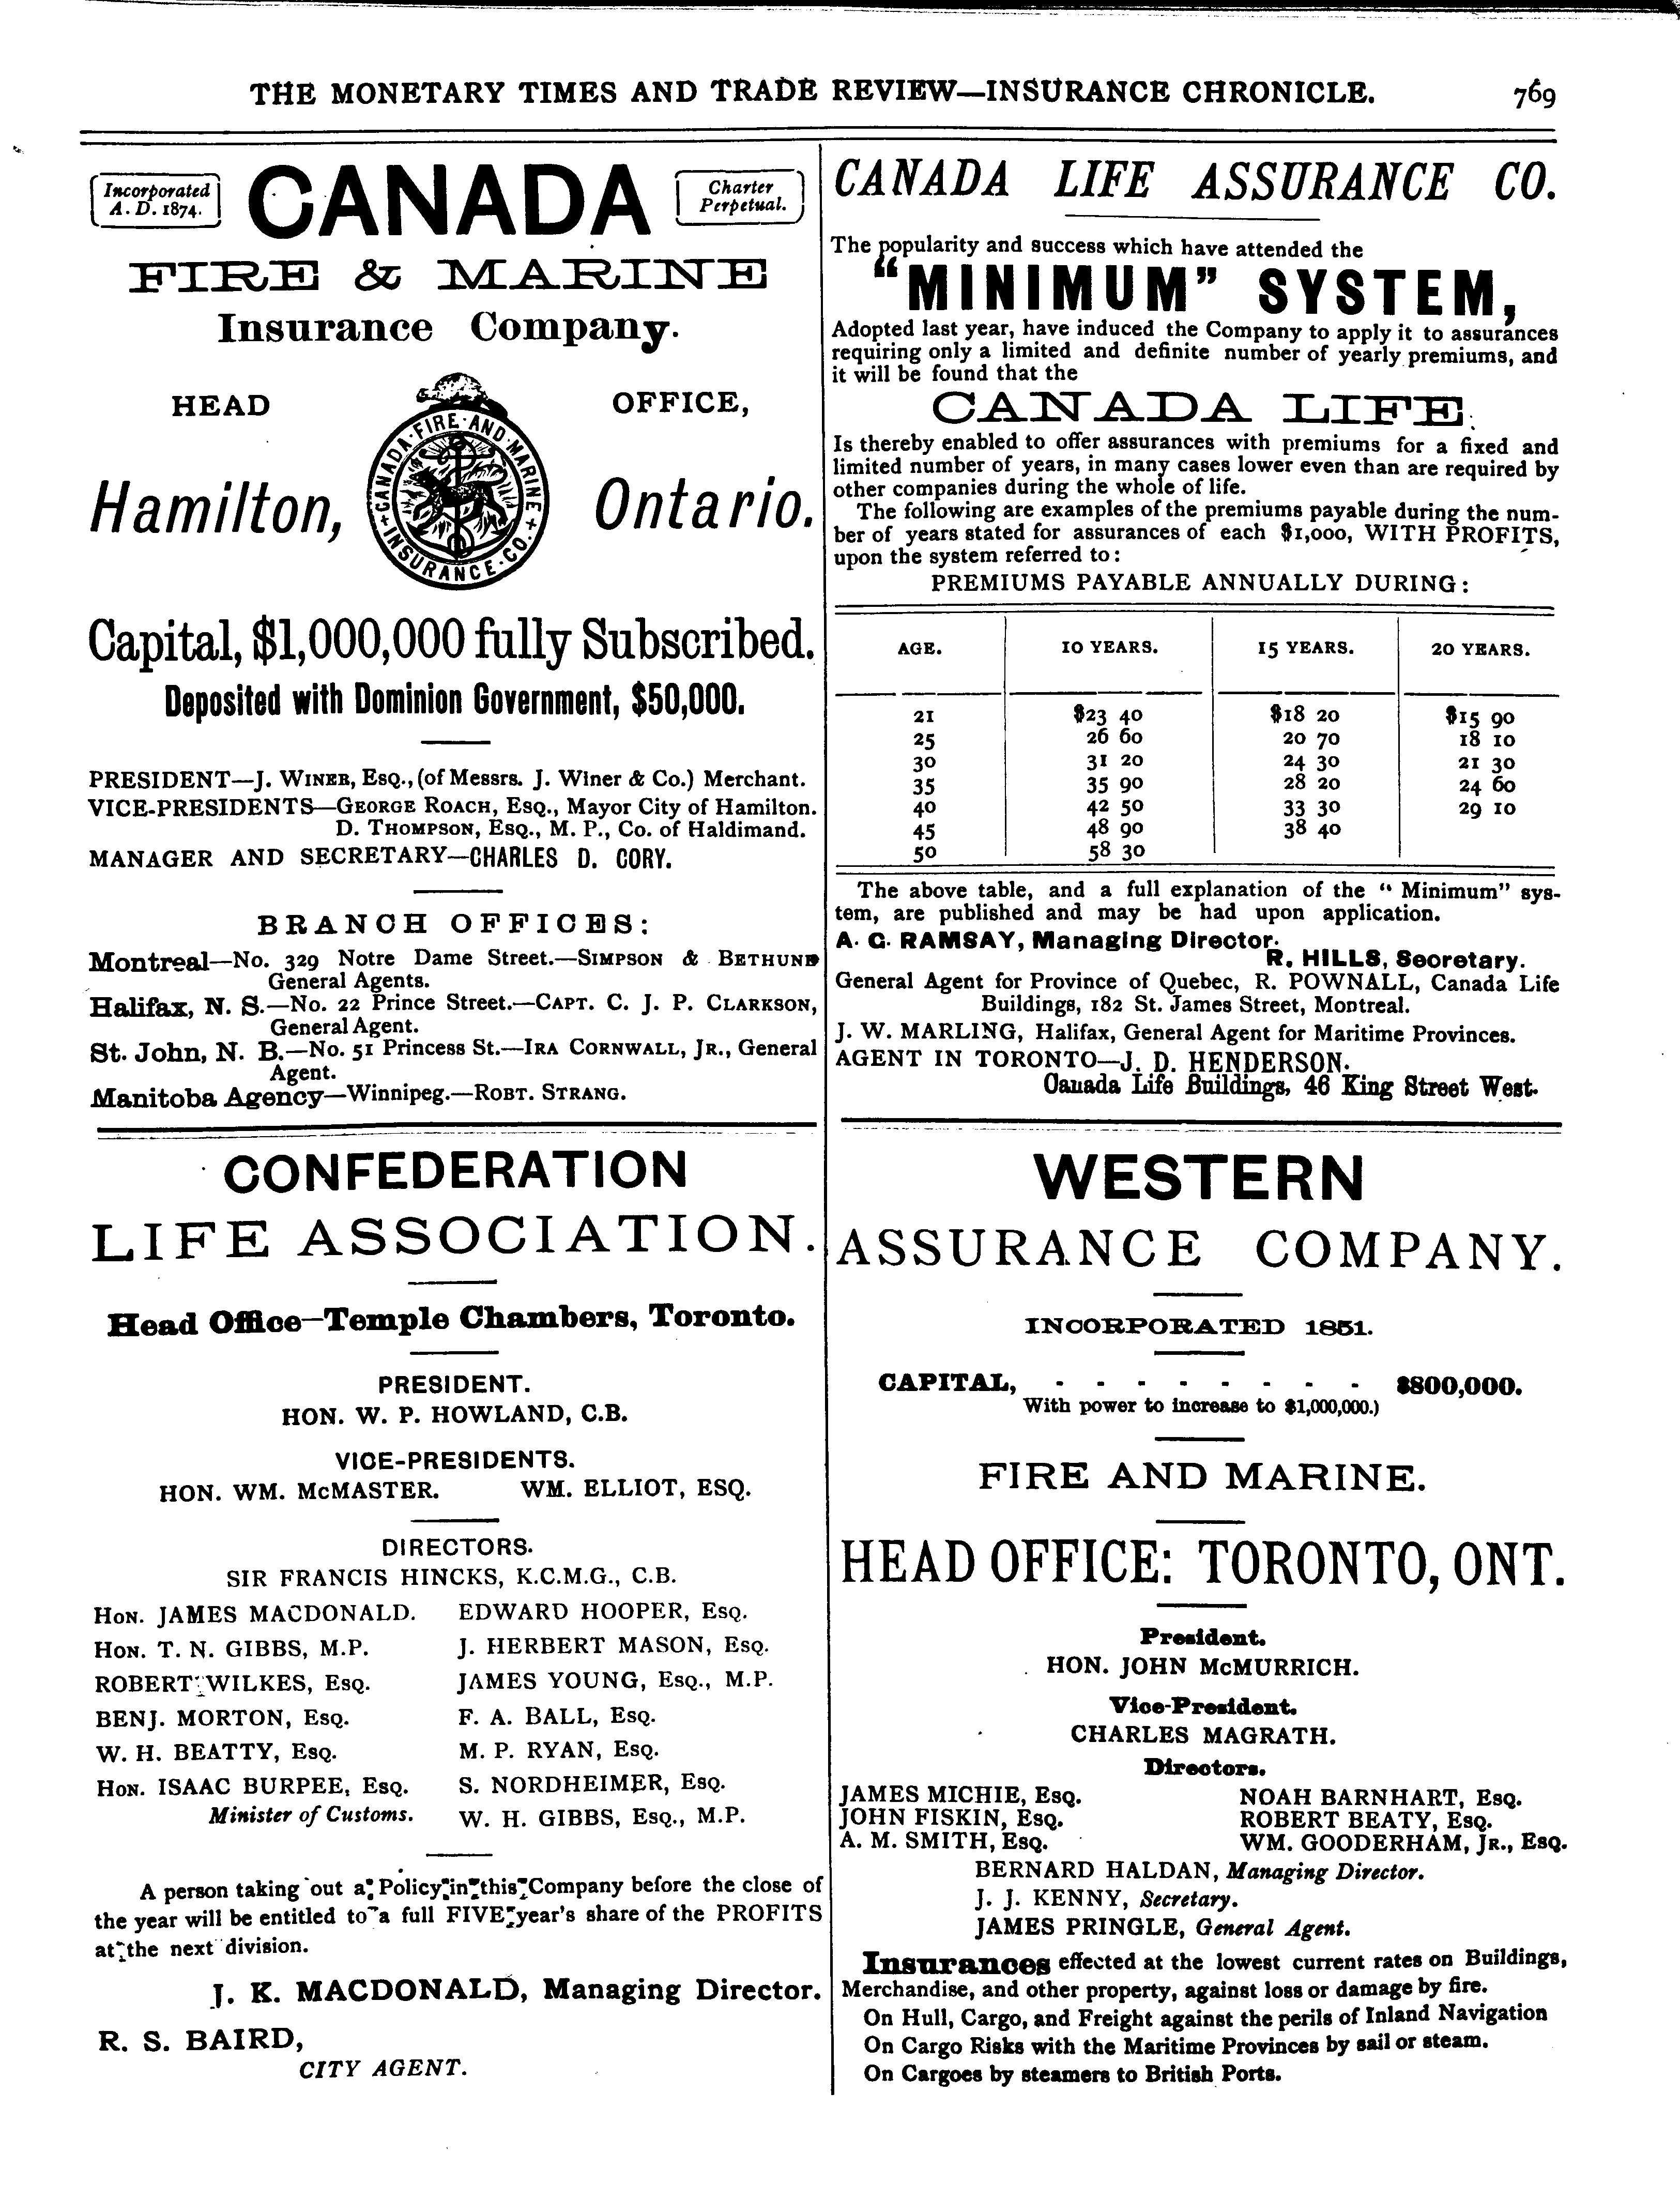 THE MONETARY TIMES AND TRADE REVIEW—INSURANCE CHRONICLE. 769
Incorporated
A. D. 1874.
CANADA
Charter
Perpetual.
FIRE & MARINE
Insurance Company.
HEAD OFFICE,
CANADA · FIRE · AND · MARINE + INSURANCE · CO. +
Hamilton, Ontario.
Capital, $1,000,000 fully Subscribed.
Deposited with Dominion Government, $50,000.
PRESIDENT—J. WINER, ESQ., (of Messrs. J. Winer & Co.) Merchant.
VICE-PRESIDENTS—GEORGE ROACH, ESQ., Mayor City of Hamilton.
D. THOMPSON, ESQ., M. P., Co. of Haldimand.
MANAGER AND SECRETARY—CHARLES D. CORY.
BRANCH OFFICES:
Montreal—No. 329 Notre Dame Street.—SIMPSON & BETHUNE
General Agents.
Halifax, N. S.—No. 22 Prince Street.—CAPT. C. J. P. CLARKSON,
General Agent.
St. John, N. B.—No. 51 Princess St.—IRA CORNWALL, JR., General
Agent.
Manitoba Agency—Winnipeg.—ROBT. STRANG.
CANADA LIFE ASSURANCE CO.
The popularity and success which have attended the
"MINIMUM" SYSTEM,
Adopted last year, have induced the Company to apply it to assurances
requiring only a limited and definite number of yearly premiums, and
it will be found that the
CANADA LIFE
Is thereby enabled to offer assurances with premiums for a fixed and
limited number of years, in many cases lower even than are required by
other companies during the whole of life.
The following are examples of the premiums payable during the num-
ber of years stated for assurances of each $1,000, WITH PROFITS,
upon the system referred to:
PREMIUMS PAYABLE ANNUALLY DURING:
AGE. 10 YEARS. 15 YEARS. 20 YEARS.
21 $23 40 $18 20 $15 90
25 26 60 20 70 18 10
30 31 20 24 30 21 30
35 35 90 28 20 24 60
40 42 50 33 30 29 10
45 48 90 38 40
50 58 30
The above table, and a full explanation of the "Minimum" sys-
tem, are published and may be had upon application.
A. G. RAMSAY, Managing Director.
R. HILLS, Secretary.
General Agent for Province of Quebec, R. POWNALL, Canada Life
Buildings, 182 St. James Street, Montreal.
J. W. MARLING, Halifax, General Agent for Maritime Provinces.
AGENT IN TORONTO—J. D. HENDERSON.
Canada Life Buildings, 46 King Street West.
CONFEDERATION
LIFE ASSOCIATION.
Head Office—Temple Chambers, Toronto.
PRESIDENT.
HON. W. P. HOWLAND, C.B.
VICE-PRESIDENTS.
HON. WM. McMASTER. WM. ELLIOT, ESQ.
DIRECTORS.
SIR FRANCIS HINCKS, K.C.M.G., C.B.
HON. JAMES MACDONALD. EDWARD HOOPER, ESQ.
HON. T. N. GIBBS, M.P. J. HERBERT MASON, ESQ.
ROBERT WILKES, ESQ. JAMES YOUNG, ESQ., M.P.
BENJ. MORTON, ESQ. F. A. BALL, ESQ.
W. H. BEATTY, ESQ. M. P. RYAN, ESQ.
HON. ISAAC BURPEE, ESQ. S. NORDHEIMER, ESQ.
Minister of Customs. W. H. GIBBS, ESQ., M.P.
A person taking out a Policy in this Company before the close of
the year will be entitled to a full FIVE year's share of the PROFITS
at the next division.
J. K. MACDONALD, Managing Director.
R. S. BAIRD,
CITY AGENT.
WESTERN
ASSURANCE COMPANY.
INCORPORATED 1851.
CAPITAL, - - - - - - - - $800,000.
With power to increase to $1,000,000.)
FIRE AND MARINE.
HEAD OFFICE: TORONTO, ONT.
President.
HON. JOHN McMURRICH.
Vice-President.
CHARLES MAGRATH.
Directors.
JAMES MICHIE, ESQ. NOAH BARNHART, ESQ.
JOHN FISKIN, ESQ. ROBERT BEATY, ESQ.
A. M. SMITH, ESQ. WM. GOODERHAM, JR., ESQ.
BERNARD HALDAN, Managing Director.
J. J. KENNY, Secretary.
JAMES PRINGLE, General Agent.
Insurances effected at the lowest current rates on Buildings,
Merchandise, and other property, against loss or damage by fire.
On Hull, Cargo, and Freight against the perils of Inland Navigation
On Cargo Risks with the Maritime Provinces by sail or steam.
On Cargoes by steamers to British Ports.